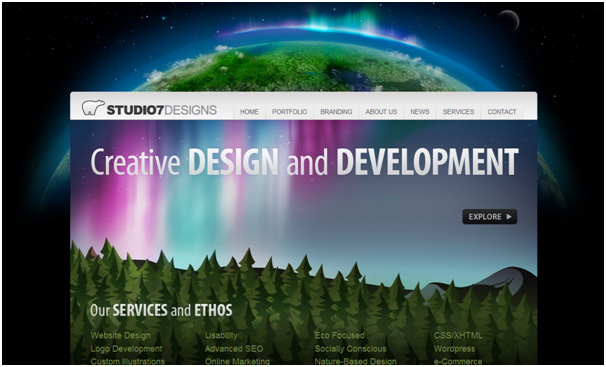 STUDIO7DESIGNS HOME PORTFOLIO BRANDING ABOUT US NEWS SERVICES CONTACT
Creative DESIGN and DEVELOPMENT
EXPLORE
Our SERVICES and ETHOS
Website Design Usability Eco Focused CSS/XHTML
Logo Development Advanced SEO Socially Conscious Wordpress
Custom Illustrations Online Marketing Nature-Based Design e-Commerce